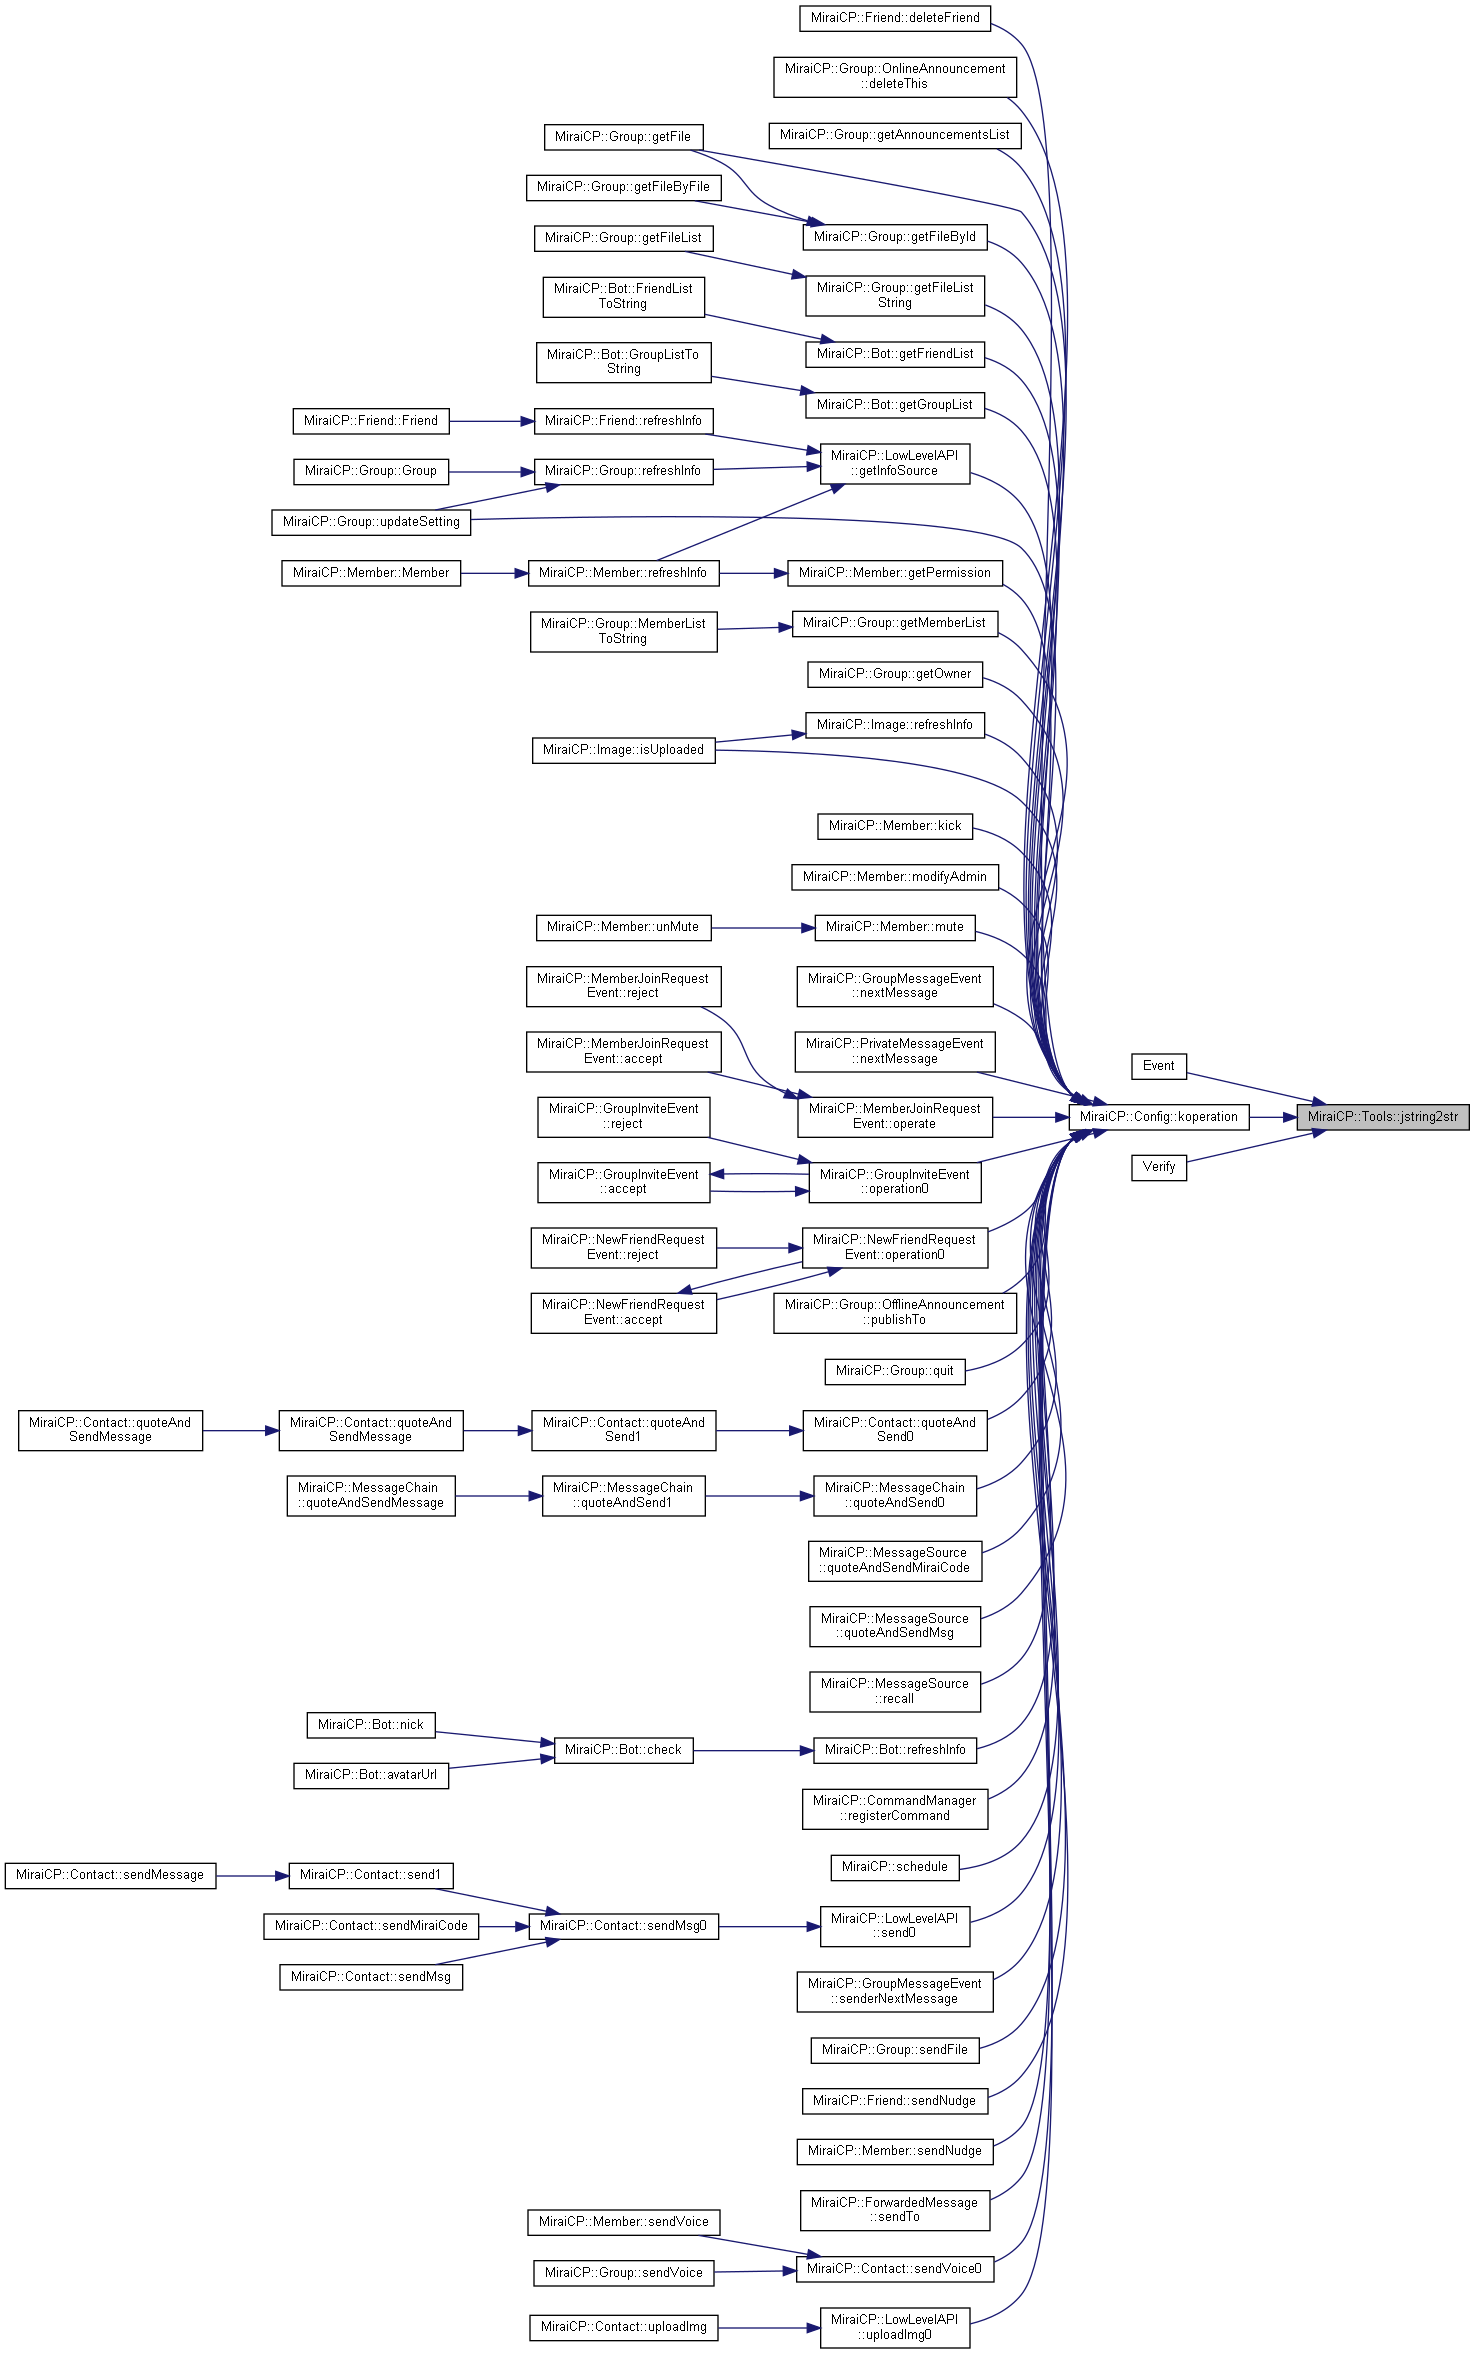 MiraiCP::Friend::deleteFriend
MiraiCP::Group::OnlineAnnouncement
::deleteThis
MiraiCP::Group::getAnnouncementsList
MiraiCP::Group::getFile
MiraiCP::Group::getFileByFile
MiraiCP::Group::getFileById
MiraiCP::Group::getFileList
MiraiCP::Group::getFileList
String
MiraiCP::Bot::FriendList
ToString
MiraiCP::Bot::getFriendList
MiraiCP::Bot::GroupListTo
String
MiraiCP::Bot::getGroupList
MiraiCP::Friend::Friend
MiraiCP::Friend::refreshInfo
MiraiCP::LowLevelAPI
::getInfoSource
MiraiCP::Group::Group
MiraiCP::Group::refreshInfo
MiraiCP::Group::updateSetting
MiraiCP::Member::Member
MiraiCP::Member::refreshInfo
MiraiCP::Member::getPermission
MiraiCP::Group::MemberList
ToString
MiraiCP::Group::getMemberList
MiraiCP::Group::getOwner
MiraiCP::Image::refreshInfo
MiraiCP::Image::isUploaded
MiraiCP::Member::kick
MiraiCP::Member::modifyAdmin
MiraiCP::Member::unMute
MiraiCP::Member::mute
MiraiCP::MemberJoinRequest
Event::reject
MiraiCP::GroupMessageEvent
::nextMessage
MiraiCP::MemberJoinRequest
Event::accept
MiraiCP::PrivateMessageEvent
::nextMessage
Event
MiraiCP::GroupInviteEvent
::reject
MiraiCP::MemberJoinRequest
Event::operate
MiraiCP::Config::koperation
MiraiCP::Tools::jstring2str
MiraiCP::GroupInviteEvent
::accept
MiraiCP::GroupInviteEvent
::operation0
Verify
MiraiCP::NewFriendRequest
Event::reject
MiraiCP::NewFriendRequest
Event::operation0
MiraiCP::NewFriendRequest
Event::accept
MiraiCP::Group::OfflineAnnouncement
::publishTo
MiraiCP::Group::quit
MiraiCP::Contact::quoteAnd
SendMessage
MiraiCP::Contact::quoteAnd
SendMessage
MiraiCP::Contact::quoteAnd
Send1
MiraiCP::Contact::quoteAnd
Send0
MiraiCP::MessageChain
::quoteAndSendMessage
MiraiCP::MessageChain
::quoteAndSend1
MiraiCP::MessageChain
::quoteAndSend0
MiraiCP::MessageSource
::quoteAndSendMiraiCode
MiraiCP::MessageSource
::quoteAndSendMsg
MiraiCP::MessageSource
::recall
MiraiCP::Bot::nick
MiraiCP::Bot::check
MiraiCP::Bot::refreshInfo
MiraiCP::Bot::avatarUrl
MiraiCP::CommandManager
::registerCommand
MiraiCP::schedule
MiraiCP::Contact::sendMessage
MiraiCP::Contact::send1
MiraiCP::Contact::sendMiraiCode
MiraiCP::Contact::sendMsg0
MiraiCP::LowLevelAPI
::send0
MiraiCP::Contact::sendMsg
MiraiCP::GroupMessageEvent
::senderNextMessage
MiraiCP::Group::sendFile
MiraiCP::Friend::sendNudge
MiraiCP::Member::sendNudge
MiraiCP::ForwardedMessage
::sendTo
MiraiCP::Member::sendVoice
MiraiCP::Group::sendVoice
MiraiCP::Contact::sendVoice0
MiraiCP::Contact::uploadImg
MiraiCP::LowLevelAPI
::uploadImg0